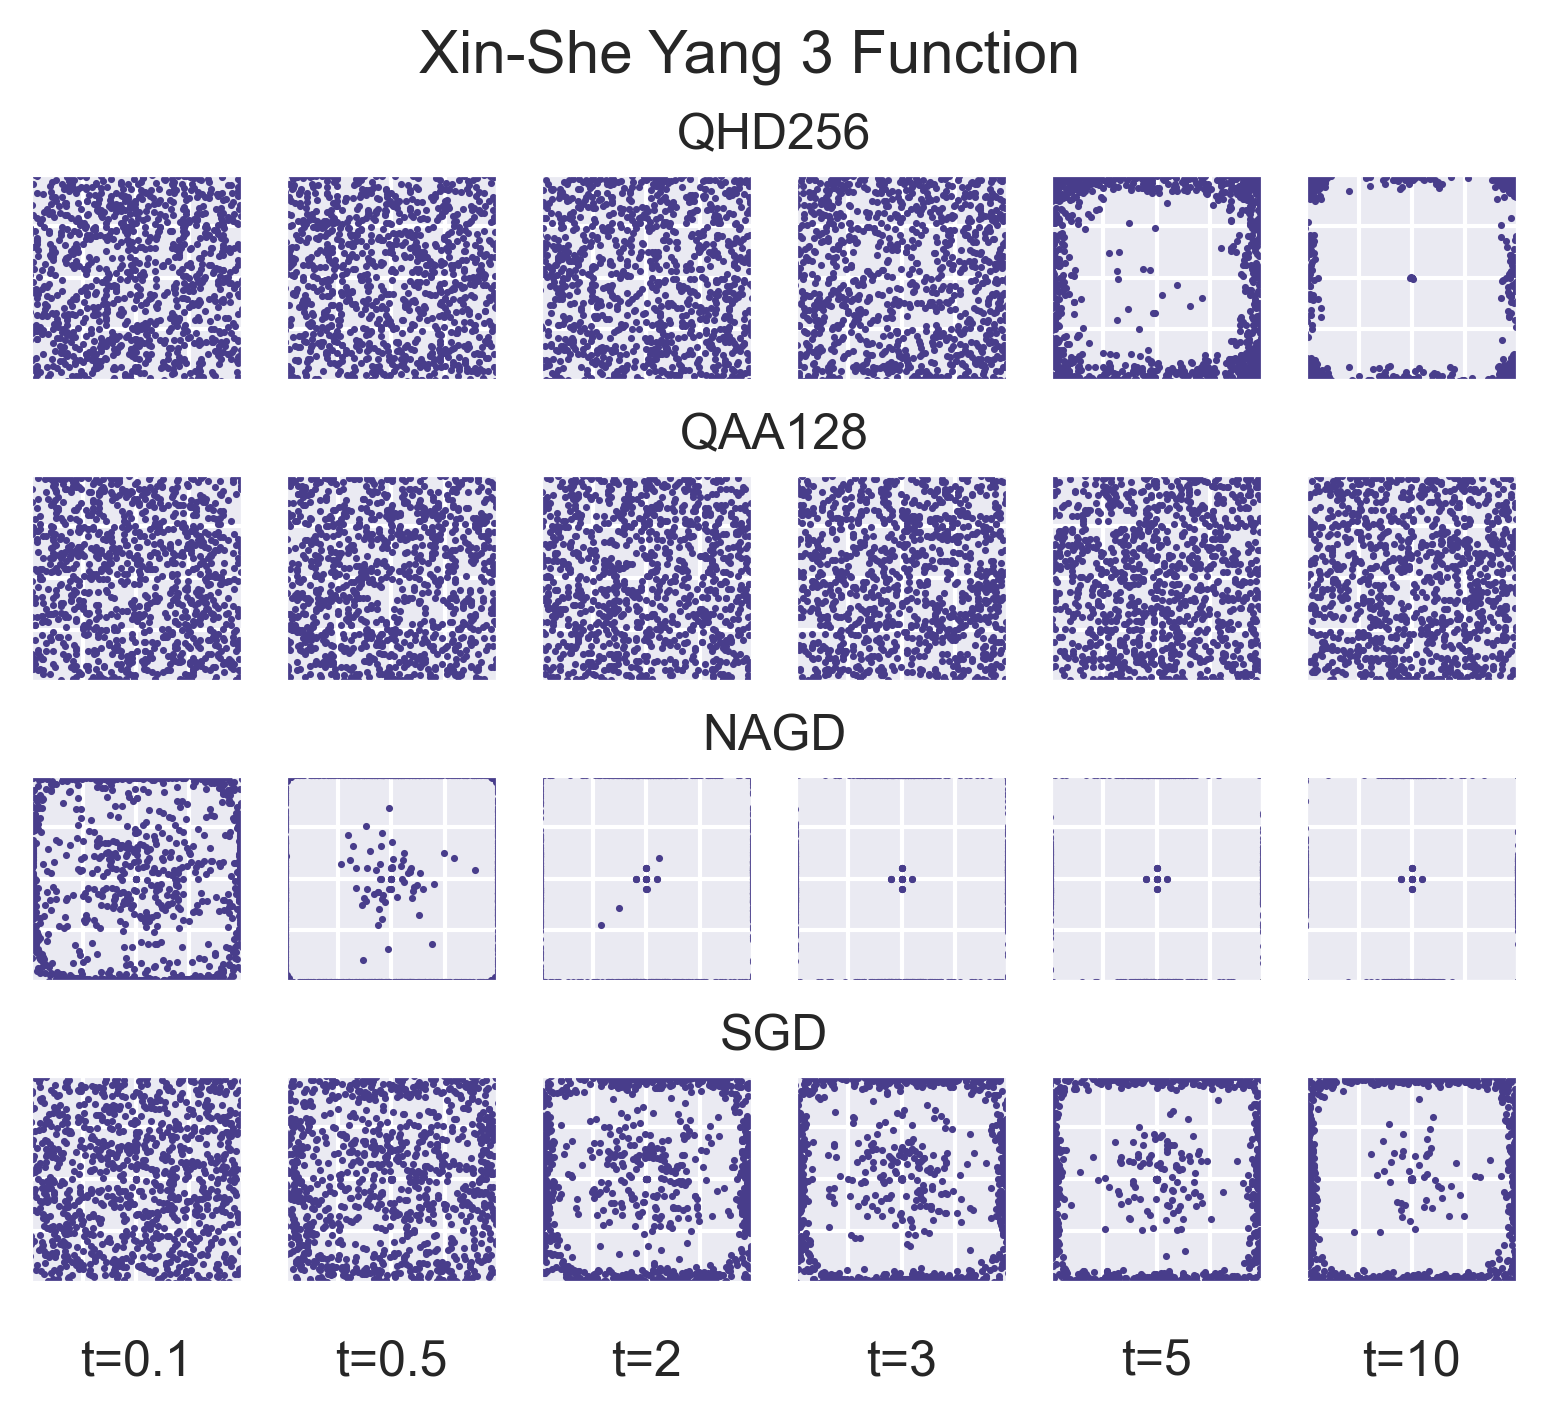 Xin-She Yang 3 Function
QHD256
QAA128
NAGD
SGD
t=0.1 t=0.5 t=2 t=3 t=5 t=10